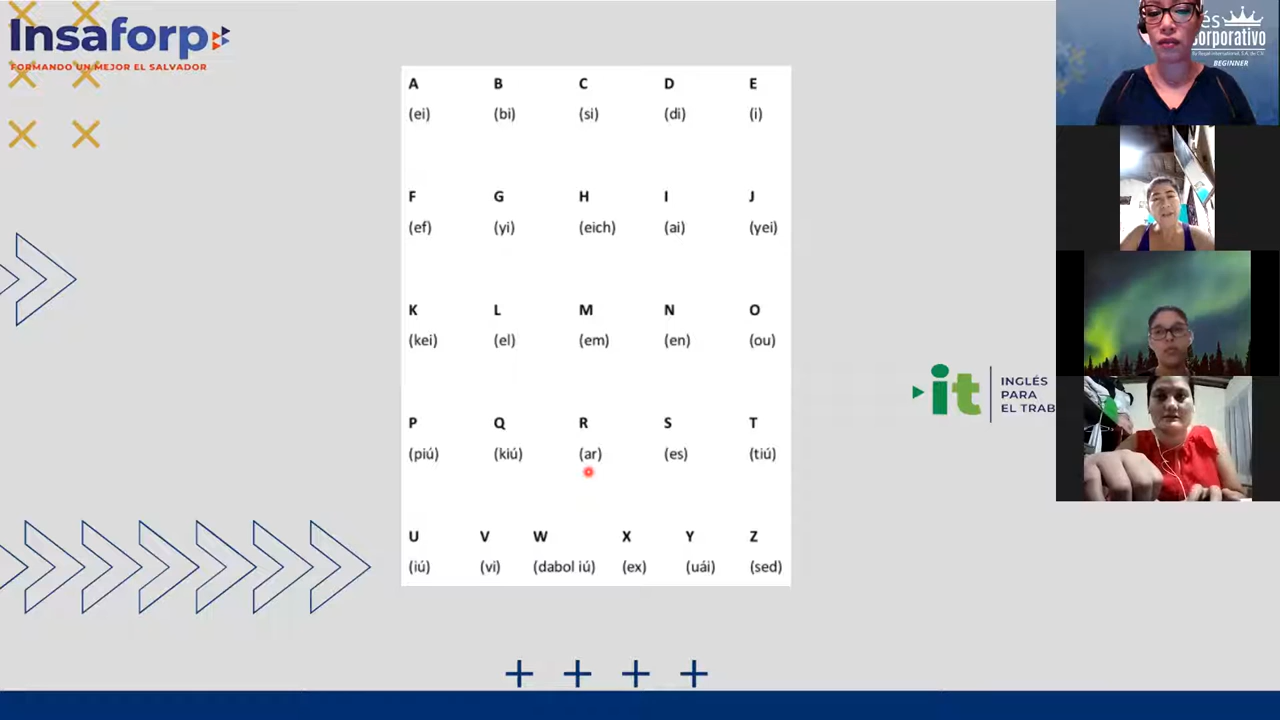 Insaforp
FORMANDO UN MEJOR EL SALVADOR
A B C D E
(ei) (bi) (si) (di) (i)
F G H I J
(ef) (yi) (eich) (ai) (yei)
K L M N O
(kei) (el) (em) (en) (ou)
P Q R S T
(piú) (kiú) (ar) (es) (tiú)
U V W X Y Z
(iú) (vi) (dabol iú) (ex) (uái) (sed)
it
INGLÉS
PARA
EL TRAB
és
corporativo
BEGINNER